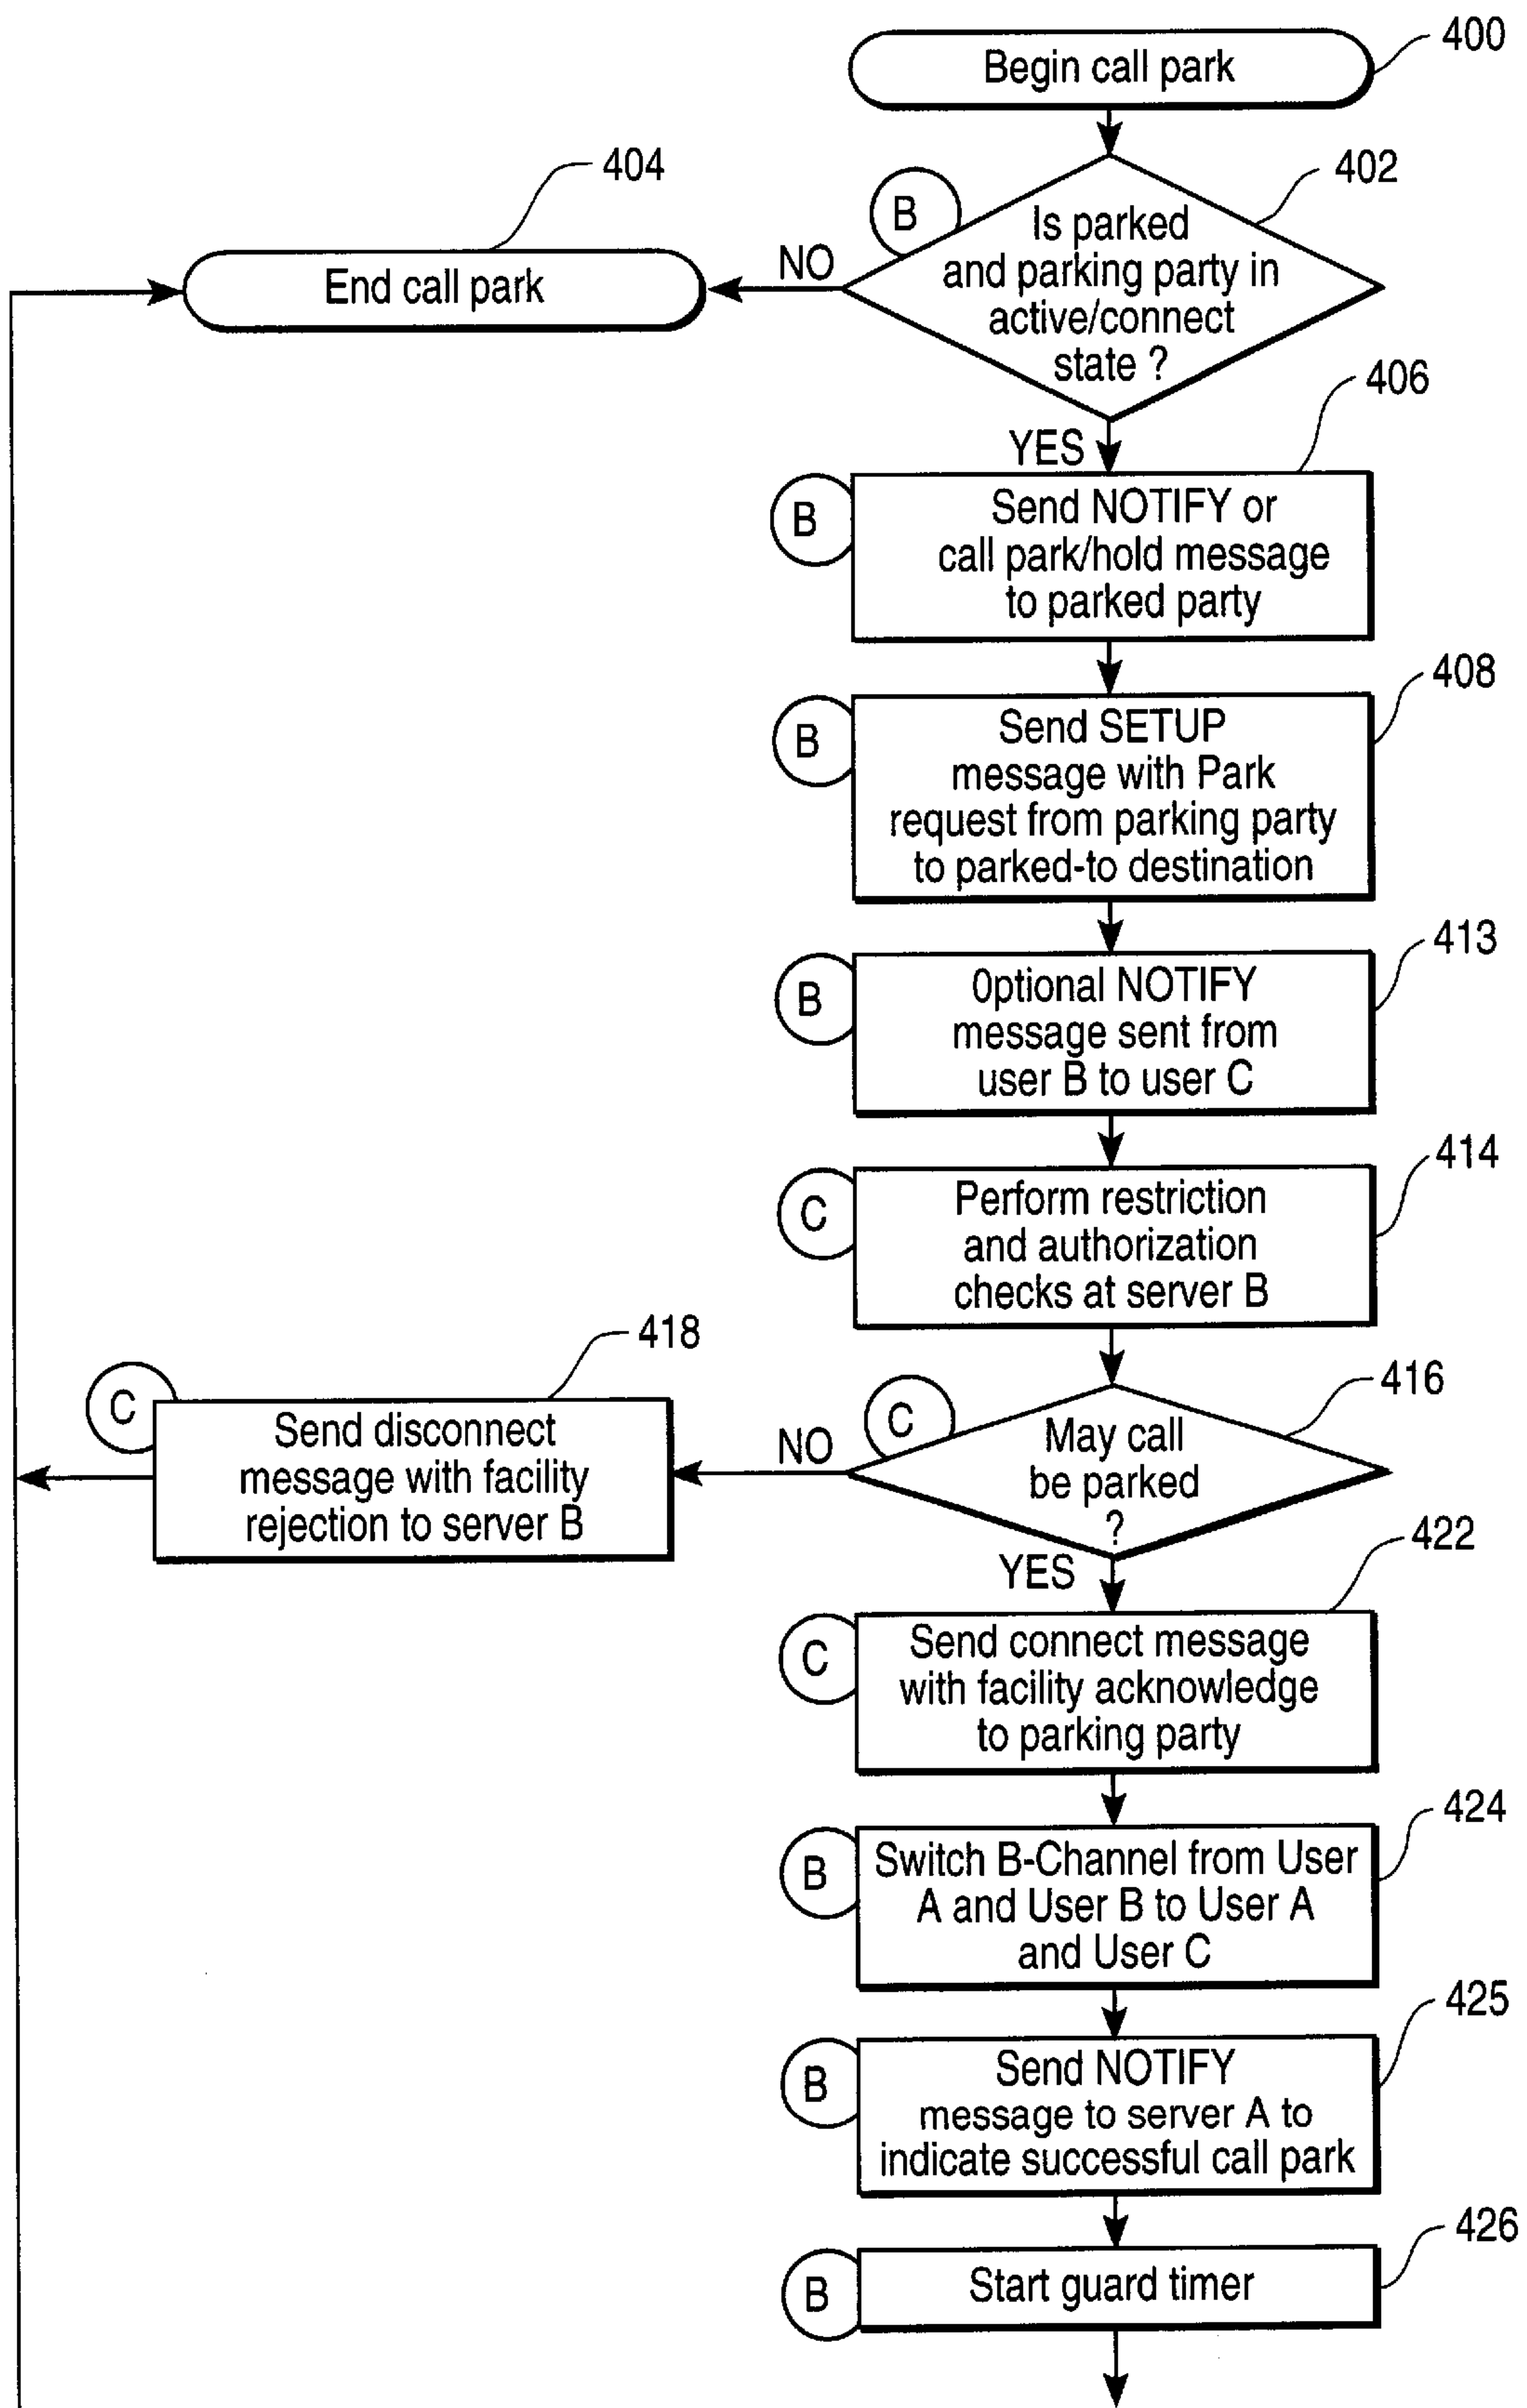 400
Begin call park
404
402
B
Is parked
and parking party in
active/connect
state ?
NO
End call park
406
YES
B
Send NOTIFY or
call park/hold message
to parked party
408
B
Send SETUP
message with Park
request from parking party
to parked-to destination
413
B
Optional NOTIFY
message sent from
user B to user C
414
C
Perform restriction
and authorization
checks at server B
418
416
C
Send disconnect
message with facility
rejection to server B
NO
C
May call
be parked
?
422
YES
C
Send connect message
with facility acknowledge
to parking party
424
B
Switch B-Channel from User
A and User B to User A
and User C
425
B
Send NOTIFY
message to server A to
indicate successful call park
426
B
Start guard timer